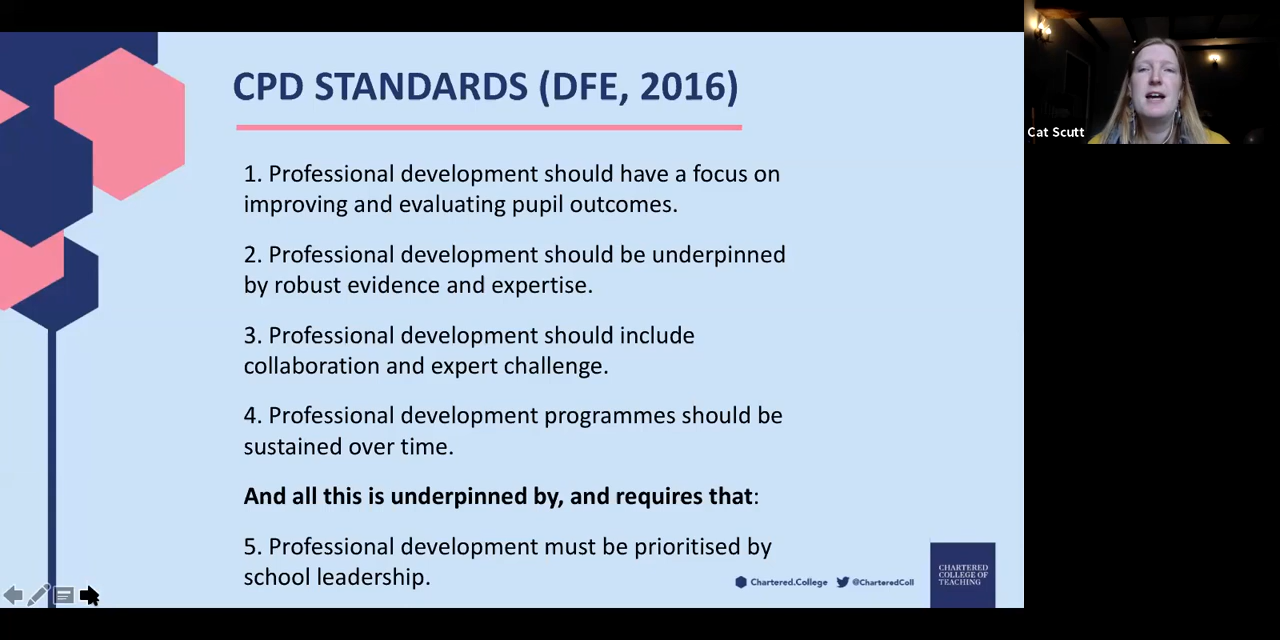 CPD STANDARDS (DFE, 2016)
1. Professional development should have a focus on
improving and evaluating pupil outcomes.
2. Professional development should be underpinned
by robust evidence and expertise.
3. Professional development should include
collaboration and expert challenge.
4. Professional development programmes should be
sustained over time.
And all this is underpinned by, and requires that:
5. Professional development must be prioritised by
school leadership.
Chartered.College @CharteredColl
CHARTERED
COLLEGE OF
TEACHING
Cat Scutt